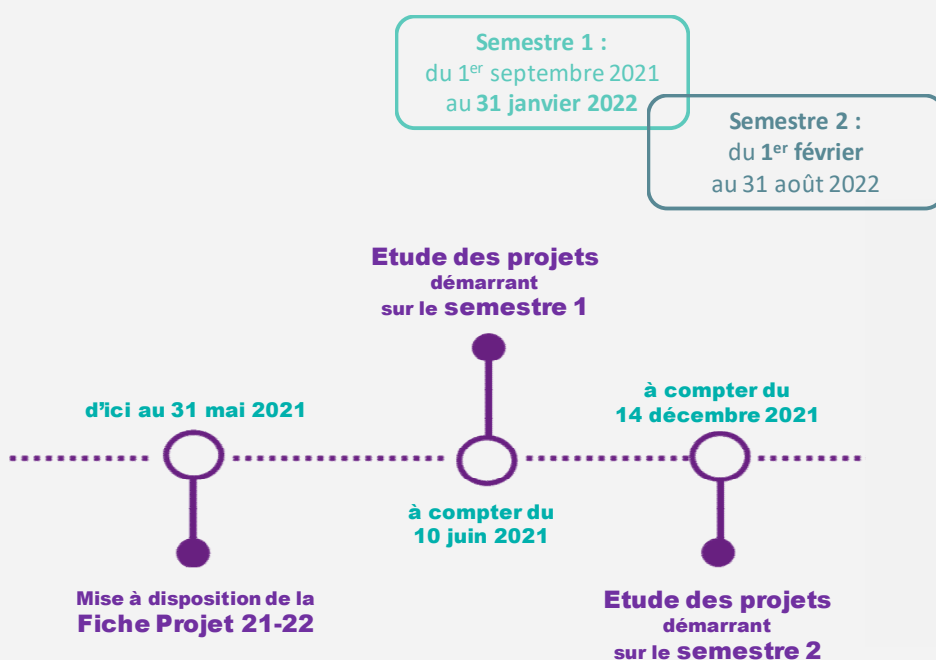 Semestre 1 :
du 1er septembre 2021
au 31 janvier 2022
Semestre 2 :
du 1er février
au 31 août 2022
Etude des projets
démarrant
sur le semestre 1
d'ici au 31 mai 2021
à compter du
14 décembre 2021
à compter du
10 juin 2021
Mise à disposition de la
Fiche Projet 21-22
Etude des projets
démarrant
sur le semestre 2